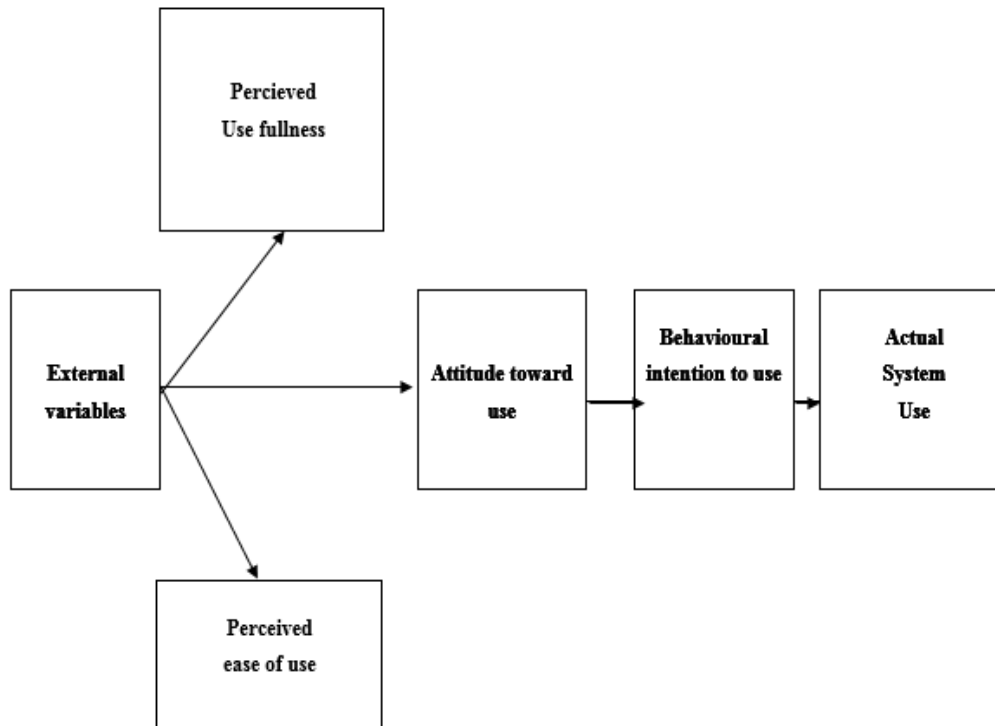 Percieved
Use fullness
External
variables
Attitude toward
use
Behavioural
intention to use
Actual
System
Use
Perceived
ease of use